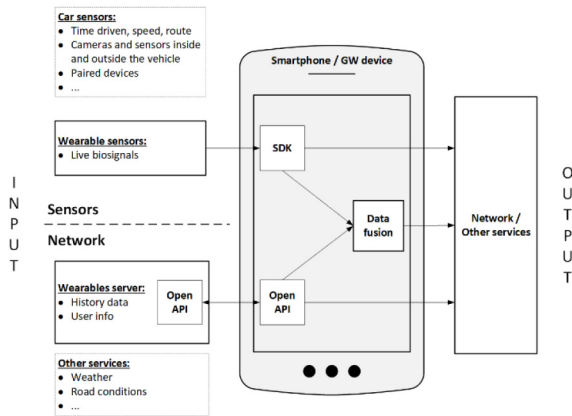 Car sensors:
• Time driven, speed, route
• Cameras and sensors inside
and outside the vehicle
• Paired devices
• ...
Smartphone / GW device
Wearable sensors:
• Live biosignals
SDK
INPUT
Sensors
Network
Data
fusion
Network /
Other services
OUTPUT
Wearables server:
• History data
• User info
Open
API
Open
API
Other services:
• Weather
• Road conditions
• ...